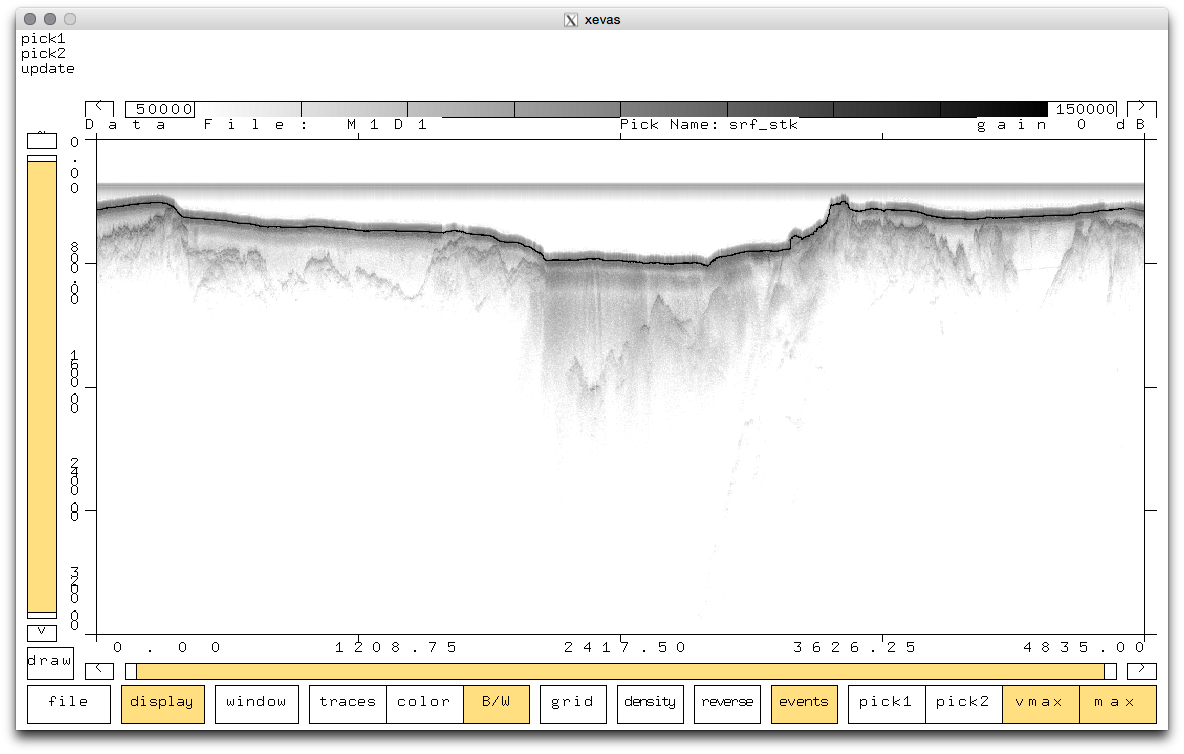 xevas
pick1
pick2
update
< 50000 150000 >
Data File: M1D1 Pick Name: srf_stk gain 0 dB
0.00
800.00
1600.00
2400.00
3200.00
0.00 1208.75 2417.50 3626.25 4835.00
draw < >
file display window traces color B/W grid density reverse events pick1 pick2 vmax max